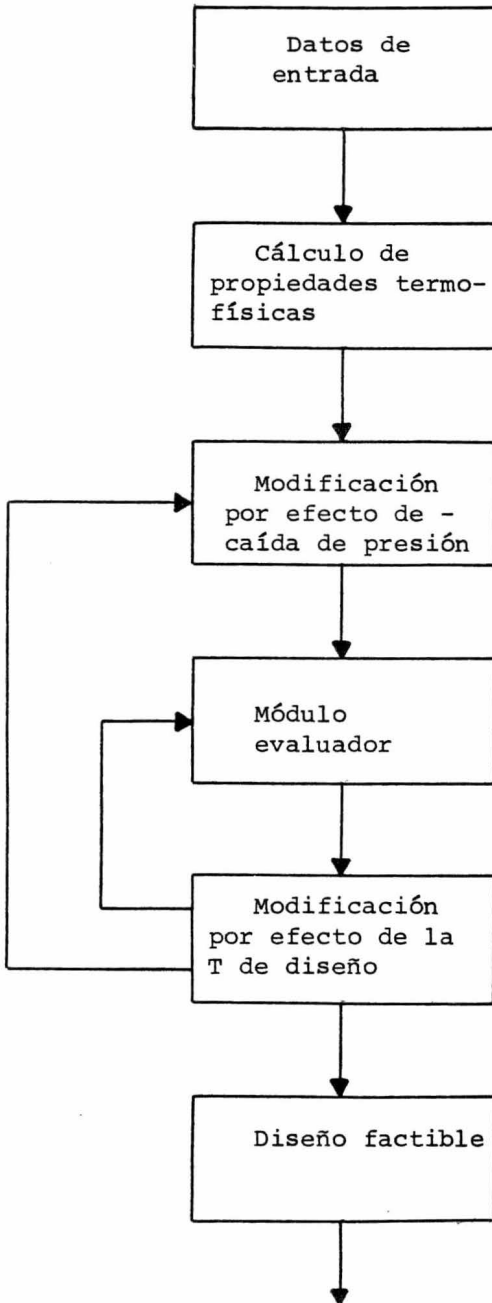 Datos de
entrada
Cálculo de
propiedades termo-
físicas
Modificación
por efecto de -
caída de presión
Módulo
evaluador
Modificación
por efecto de la
T de diseño
Diseño factible